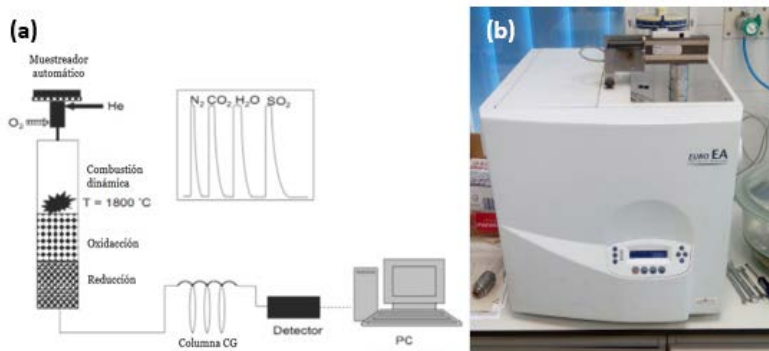 (a)
Muestreador
automático
He
O₂
N₂ CO₂ H₂O SO₂
Combustión
dinámica
T = 1800 °C
Oxidacción
Reducción
Columna CG
Detector
PC
(b)
EURO EA